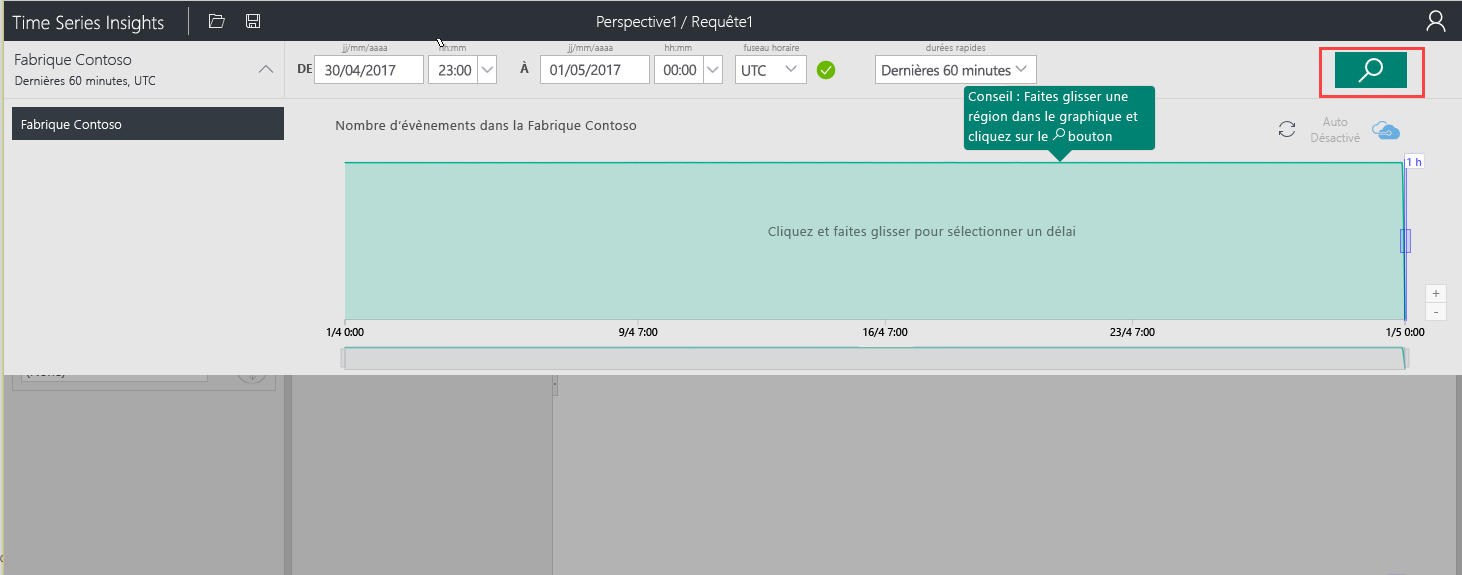 Time Series Insights
Perspective1 / Requête1
Fabrique Contoso
Dernières 60 minutes, UTC
jj/mm/aaaa
hh:mm
jj/mm/aaaa
hh:mm
fuseau horaire
durées rapides
DE 30/04/2017 23:00 À 01/05/2017 00:00 UTC Dernières 60 minutes
Fabrique Contoso
Nombre d'évènements dans la Fabrique Contoso
Conseil : Faites glisser une
région dans le graphique et
cliquez sur le bouton
Auto
Désactivé
1 h
Cliquez et faites glisser pour sélectionner un délai
+
-
1/4 0:00 9/4 7:00 16/4 7:00 23/4 7:00 1/5 0:00